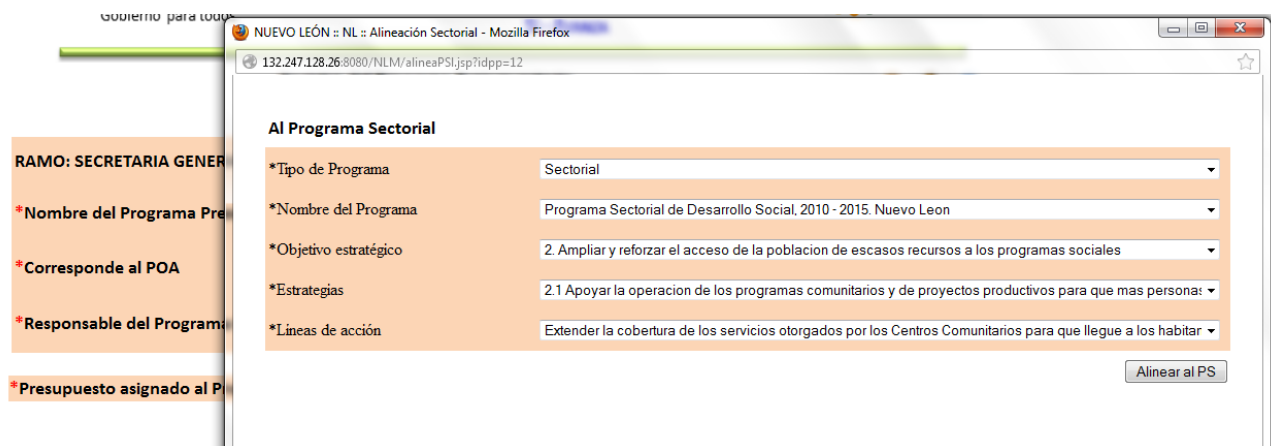 Gobierno para todos
NUEVO LEÓN :: NL :: Alineación Sectorial - Mozilla Firefox
132.247.128.26:8080/NLM/alineaPSI.jsp?idpp=12
Al Programa Sectorial
*Tipo de Programa Sectorial
*Nombre del Programa Programa Sectorial de Desarrollo Social, 2010 - 2015. Nuevo Leon
*Objetivo estratégico 2. Ampliar y reforzar el acceso de la poblacion de escasos recursos a los programas sociales
*Estrategias 2.1 Apoyar la operacion de los programas comunitarios y de proyectos productivos para que mas personas
*Lineas de acción Extender la cobertura de los servicios otorgados por los Centros Comunitarios para que llegue a los habitar
Alinear al PS
RAMO: SECRETARIA GENER
*Nombre del Programa Pre
*Corresponde al POA
*Responsable del Programa
*Presupuesto asignado al P